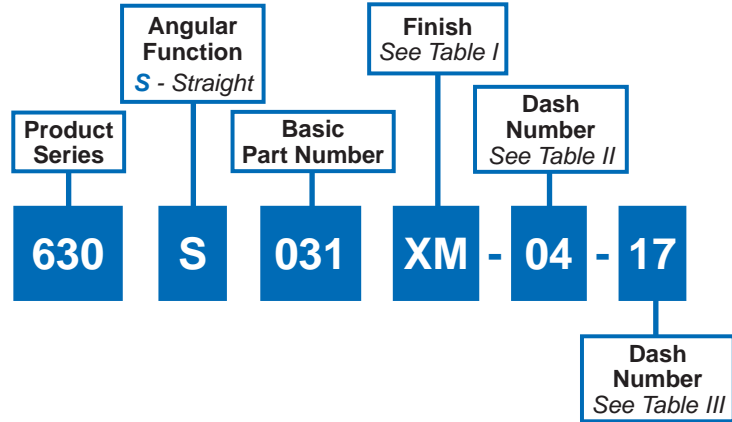 Angular
Function
S - Straight
Finish
See Table I
Product
Series
Basic
Part Number
Dash
Number
See Table II
630 S 031 XM - 04 - 17
Dash
Number
See Table III